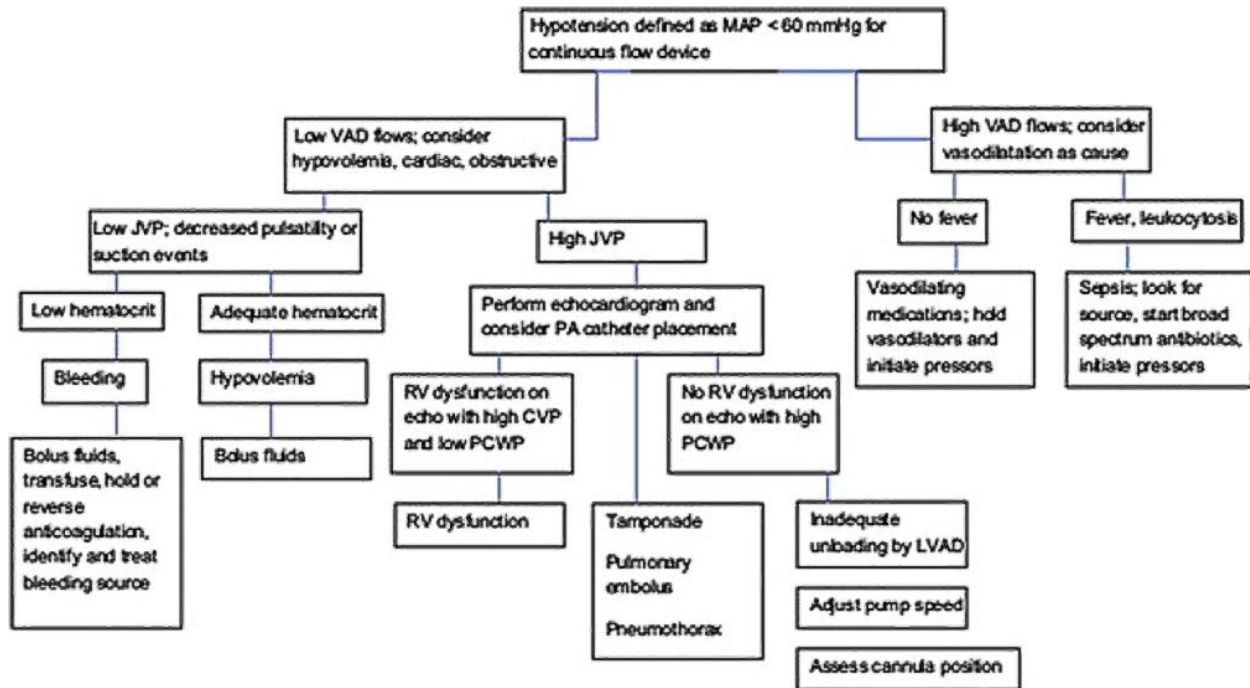 Hypotension defined as MAP < 60 mmHg for
continuous flow device
Low VAD flows; consider
hypovolemia, cardiac, obstructive
High VAD flows; consider
vasodilatation as cause
Low JVP; decreased pulsatility or
suction events
High JVP
No fever
Fever, leukocytosis
Low hematocrit
Adequate hematocrit
Perform echocardiogram and
consider PA catheter placement
Vasodilating
medications; hold
vasodilators and
initiate pressors
Sepsis; look for
source, start broad
spectrum antibiotics,
initiate pressors
Bleeding
Hypovolemia
RV dysfunction on
echo with high CVP
and low PCWP
No RV dysfunction
on echo with high
PCWP
Bolus fluids,
transfuse, hold or
reverse
anticoagulation,
identify and treat
bleeding source
Bolus fluids
RV dysfunction
Tamponade
Pulmonary
embolus
Pneumothorax
Inadequate
unloading by LVAD
Adjust pump speed
Assess cannula position